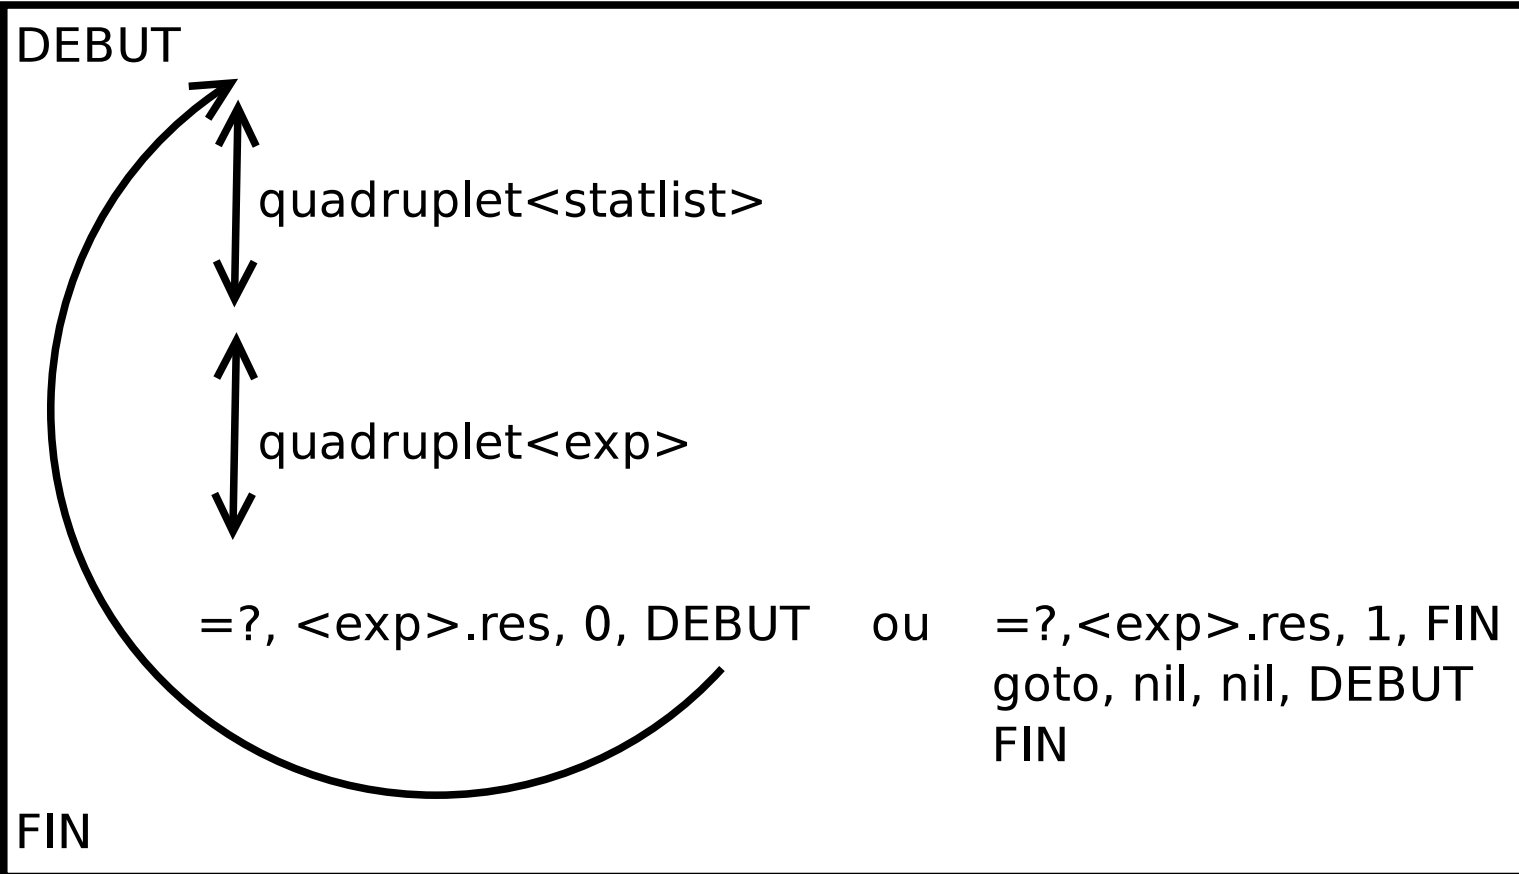 DEBUT
quadruplet<statlist>
quadruplet<exp>
=?, <exp>.res, 0, DEBUT ou =?,<exp>.res, 1, FIN
goto, nil, nil, DEBUT
FIN
FIN